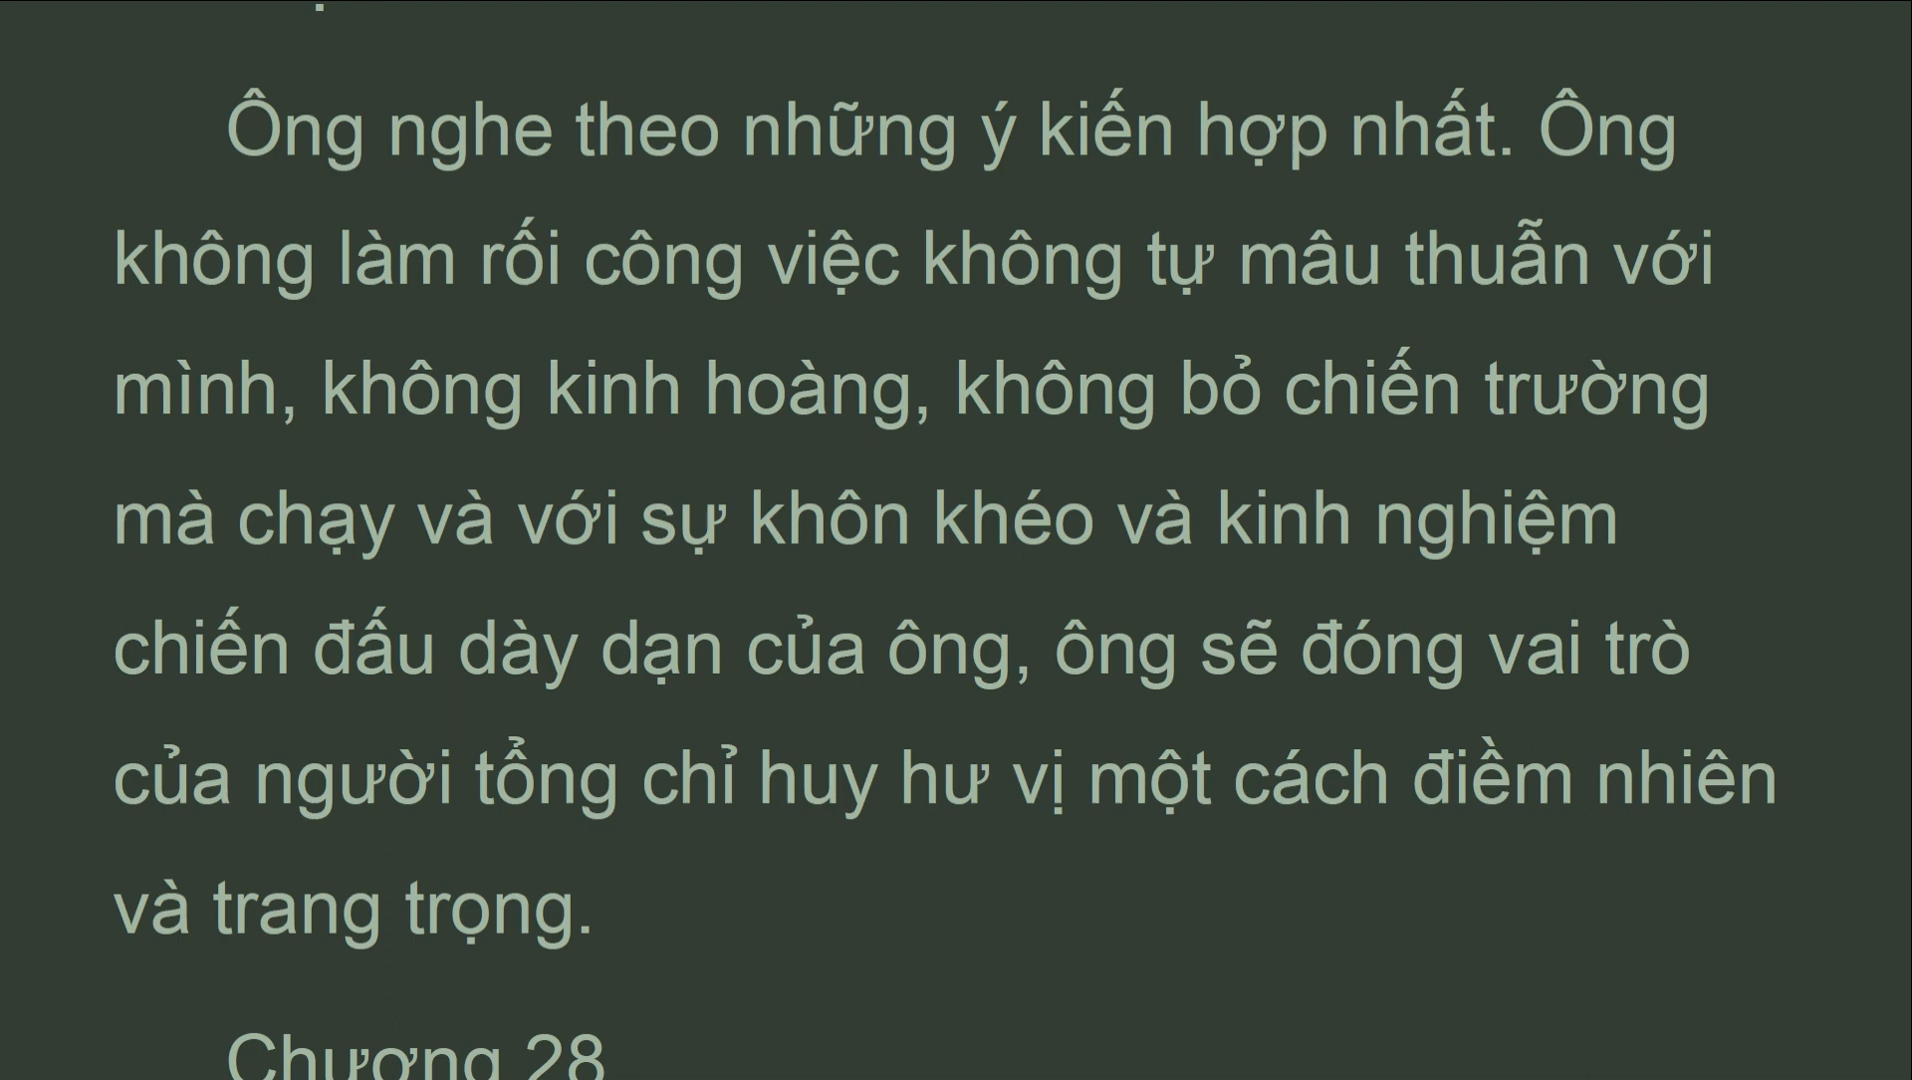 Ông nghe theo những ý kiến hợp nhất. Ông
không làm rối công việc không tự mâu thuẫn với
mình, không kinh hoàng, không bỏ chiến trường
mà chạy và với sự khôn khéo và kinh nghiệm
chiến đấu dày dạn của ông, ông sẽ đóng vai trò
của người tổng chỉ huy hư vị một cách điềm nhiên
và trang trọng.
Chương 28